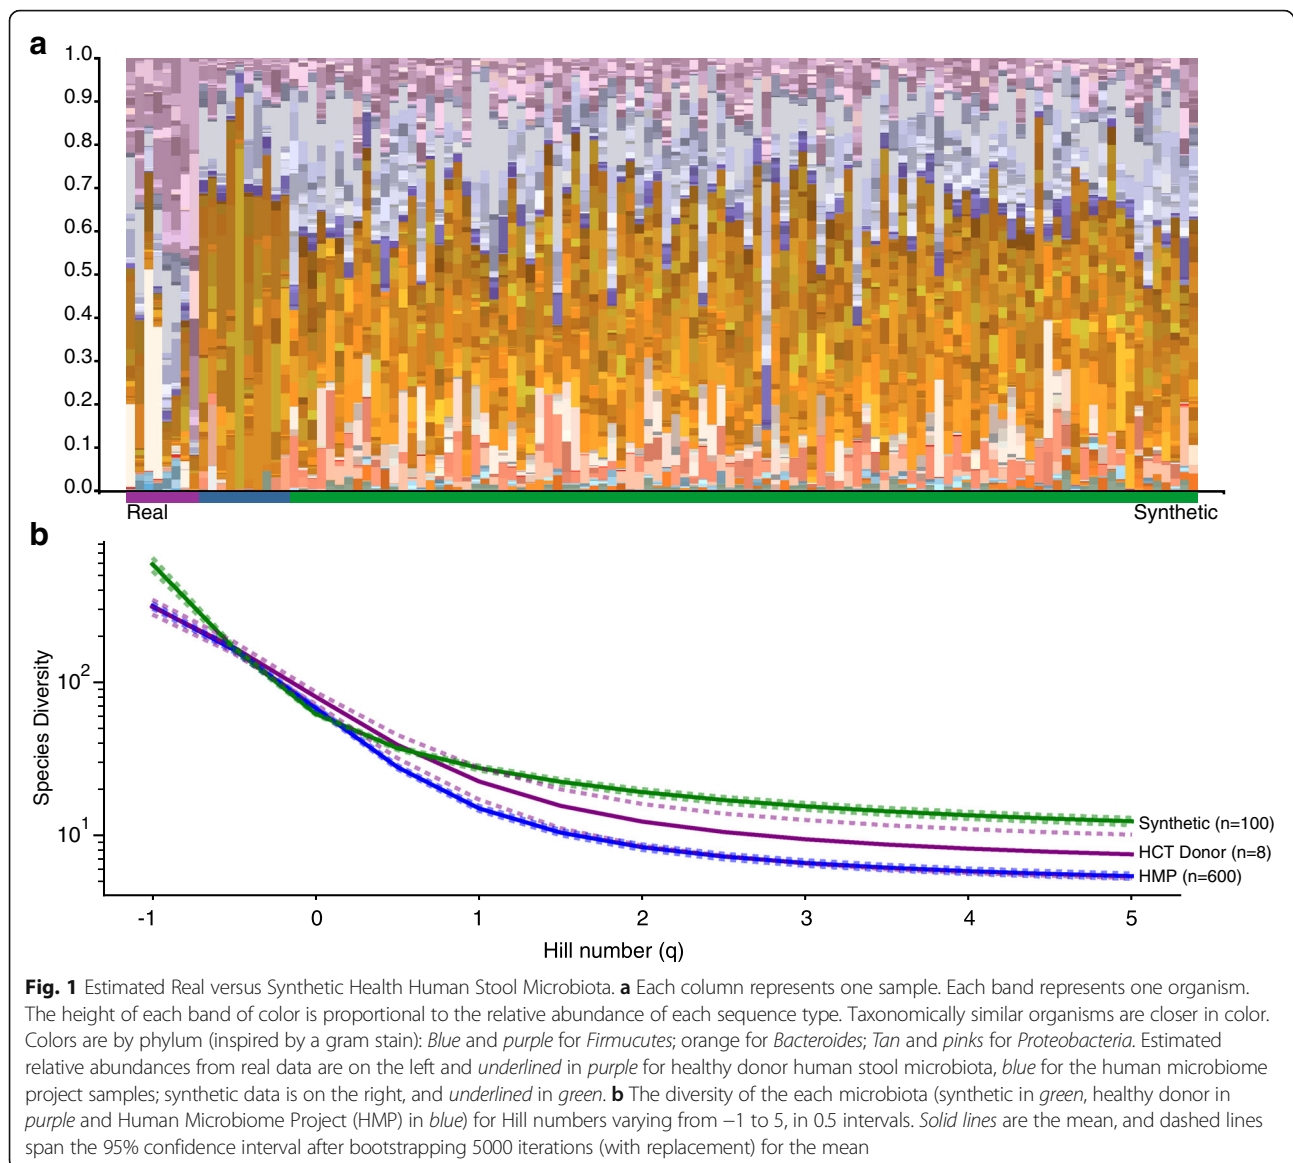 a
1.0
0.9
0.8
0.7
0.6
0.5
0.4
0.3
0.2
0.1
0.0
Real
Synthetic
b
Species Diversity
10²
10¹
Synthetic (n=100)
HCT Donor (n=8)
HMP (n=600)
-1 0 1 2 3 4 5
Hill number (q)
Fig. 1 Estimated Real versus Synthetic Health Human Stool Microbiota. a Each column represents one sample. Each band represents one organism.
The height of each band of color is proportional to the relative abundance of each sequence type. Taxonomically similar organisms are closer in color.
Colors are by phylum (inspired by a gram stain): Blue and purple for Firmucutes; orange for Bacteroides; Tan and pinks for Proteobacteria. Estimated
relative abundances from real data are on the left and underlined in purple for healthy donor human stool microbiota, blue for the human microbiome
project samples; synthetic data is on the right, and underlined in green. b The diversity of the each microbiota (synthetic in green, healthy donor in
purple and Human Microbiome Project (HMP) in blue) for Hill numbers varying from −1 to 5, in 0.5 intervals. Solid lines are the mean, and dashed lines
span the 95% confidence interval after bootstrapping 5000 iterations (with replacement) for the mean